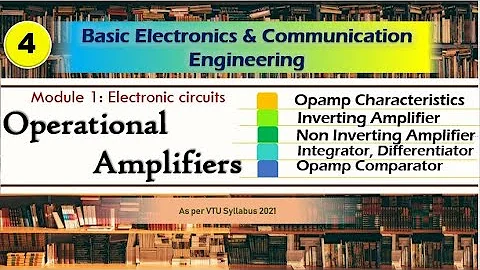 4
Basic Electronics & Communication
Engineering
Module 1: Electronic circuits
Operational
Amplifiers
Opamp Characteristics
Inverting Amplifier
Non Inverting Amplifier
Integrator, Differentiator
Opamp Comparator
As per VTU Syllabus 2021